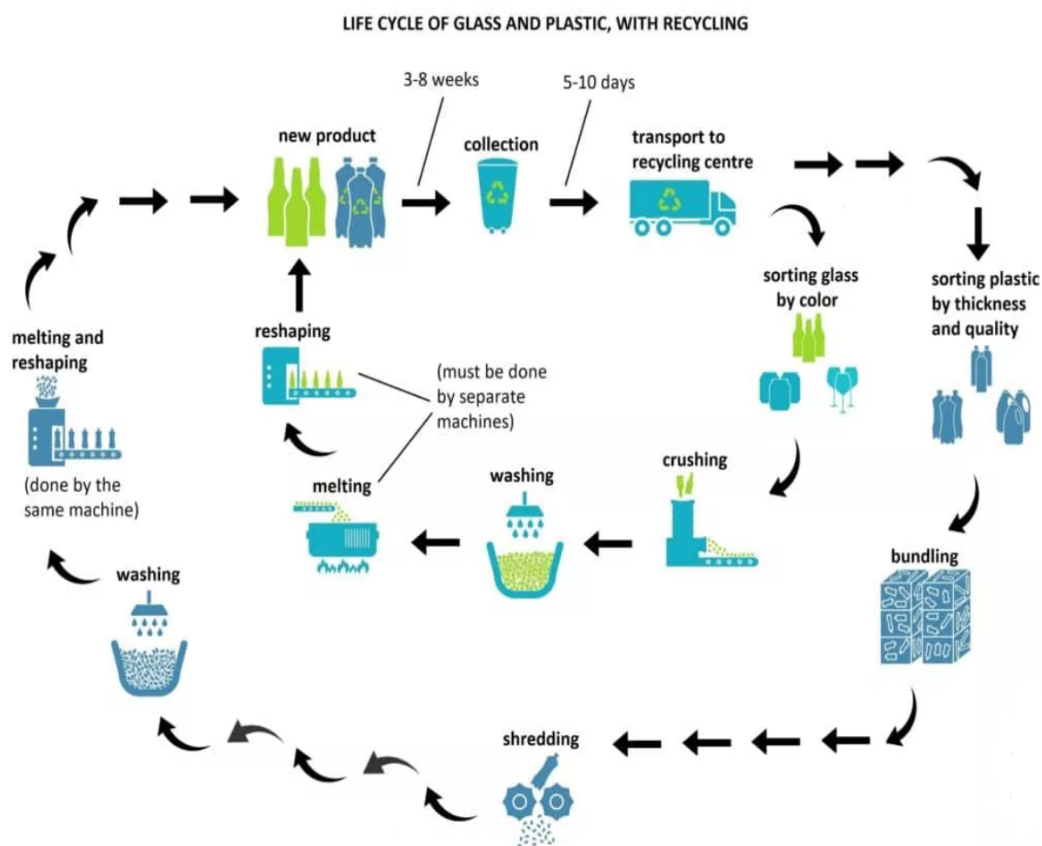 LIFE CYCLE OF GLASS AND PLASTIC, WITH RECYCLING
3-8 weeks
5-10 days
new product
collection
transport to
recycling centre
sorting glass
by color
sorting plastic
by thickness
and quality
melting and
reshaping
(done by the
same machine)
reshaping
(must be done
by separate
machines)
melting
washing
crushing
bundling
washing
shredding